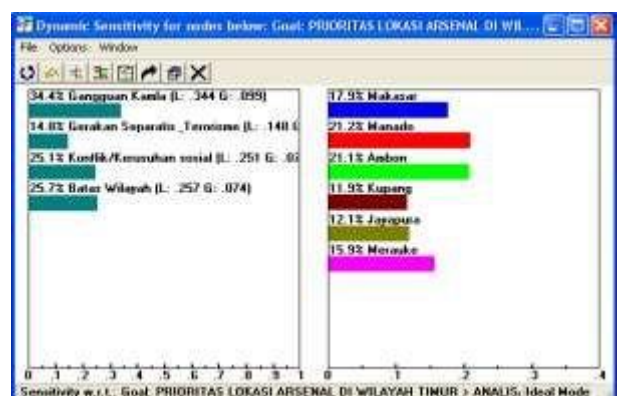 Dynamic Sensitivity for nodes below: Goal: PRIORITAS LOKASI ARSENAL DI WIL....
File Options Window
34.4% Gangguan Kamla (L: .344 G: .099)
14.8% Gerakan Separatis_Terorisme (L: .148 G
25.1% Konflik/Kerusuhan sosial (L: .251 G: .07
25.7% Batas Wilayah (L: .257 G: .074)
17.9% Makasar
21.2% Manado
21.1% Ambon
11.9% Kupang
12.1% Jayapura
15.9% Merauke
0 .1 .2 .3 .4 .5 .6 .7 .8 .9 1
0 .1 .2 .3 .4
Sensitivity w.r.t.: Goal: PRIORITAS LOKASI ARSENAL DI WILAYAH TIMUR > ANALIS, Ideal Mode